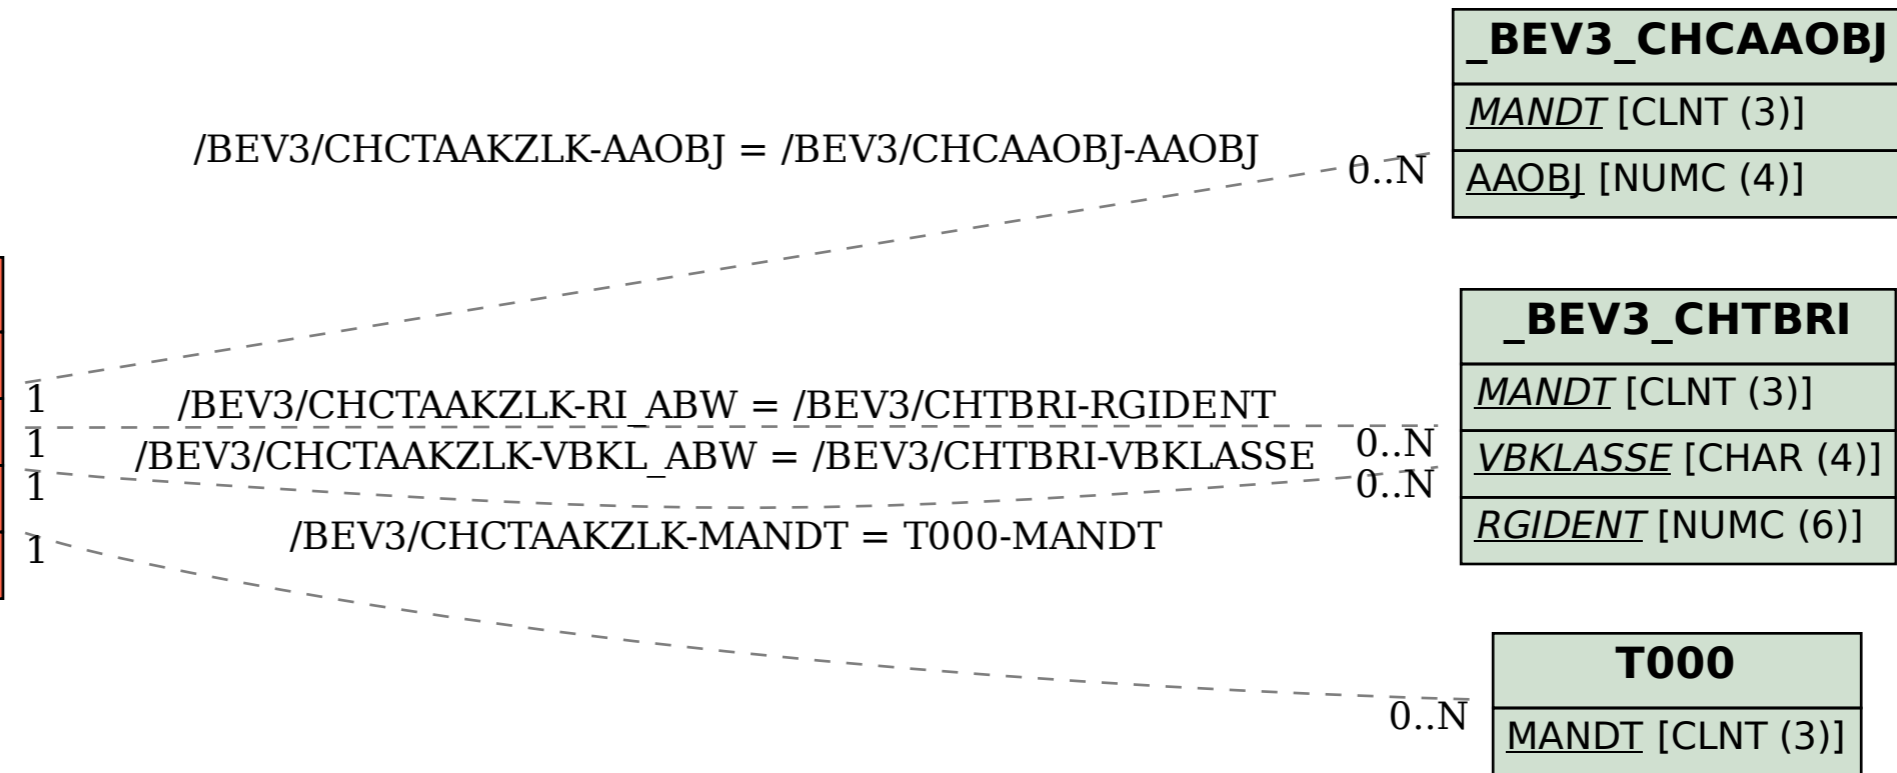 _BEV3_CHCAAOBJ
MANDT [CLNT (3)]
AAOBJ [NUMC (4)]
/BEV3/CHCTAAKZLK-AAOBJ = /BEV3/CHCAAOBJ-AAOBJ
0..N
1
/BEV3/CHCTAAKZLK-RI_ABW = /BEV3/CHTBRI-RGIDENT
0..N
1
/BEV3/CHCTAAKZLK-VBKL_ABW = /BEV3/CHTBRI-VBKLASSE
0..N
1
/BEV3/CHCTAAKZLK-MANDT = T000-MANDT
1
0..N
_BEV3_CHTBRI
MANDT [CLNT (3)]
VBKLASSE [CHAR (4)]
RGIDENT [NUMC (6)]
T000
MANDT [CLNT (3)]